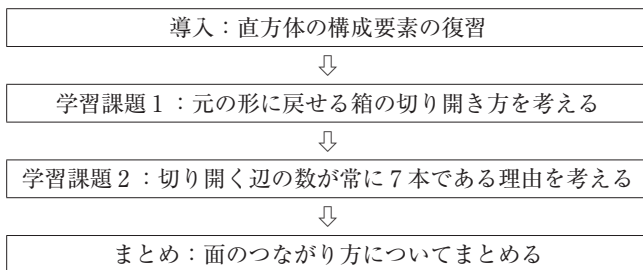 導入：直方体の構成要素の復習
⇩
学習課題１：元の形に戻せる箱の切り開き方を考える
⇩
学習課題２：切り開く辺の数が常に７本である理由を考える
⇩
まとめ：面のつながり方についてまとめる